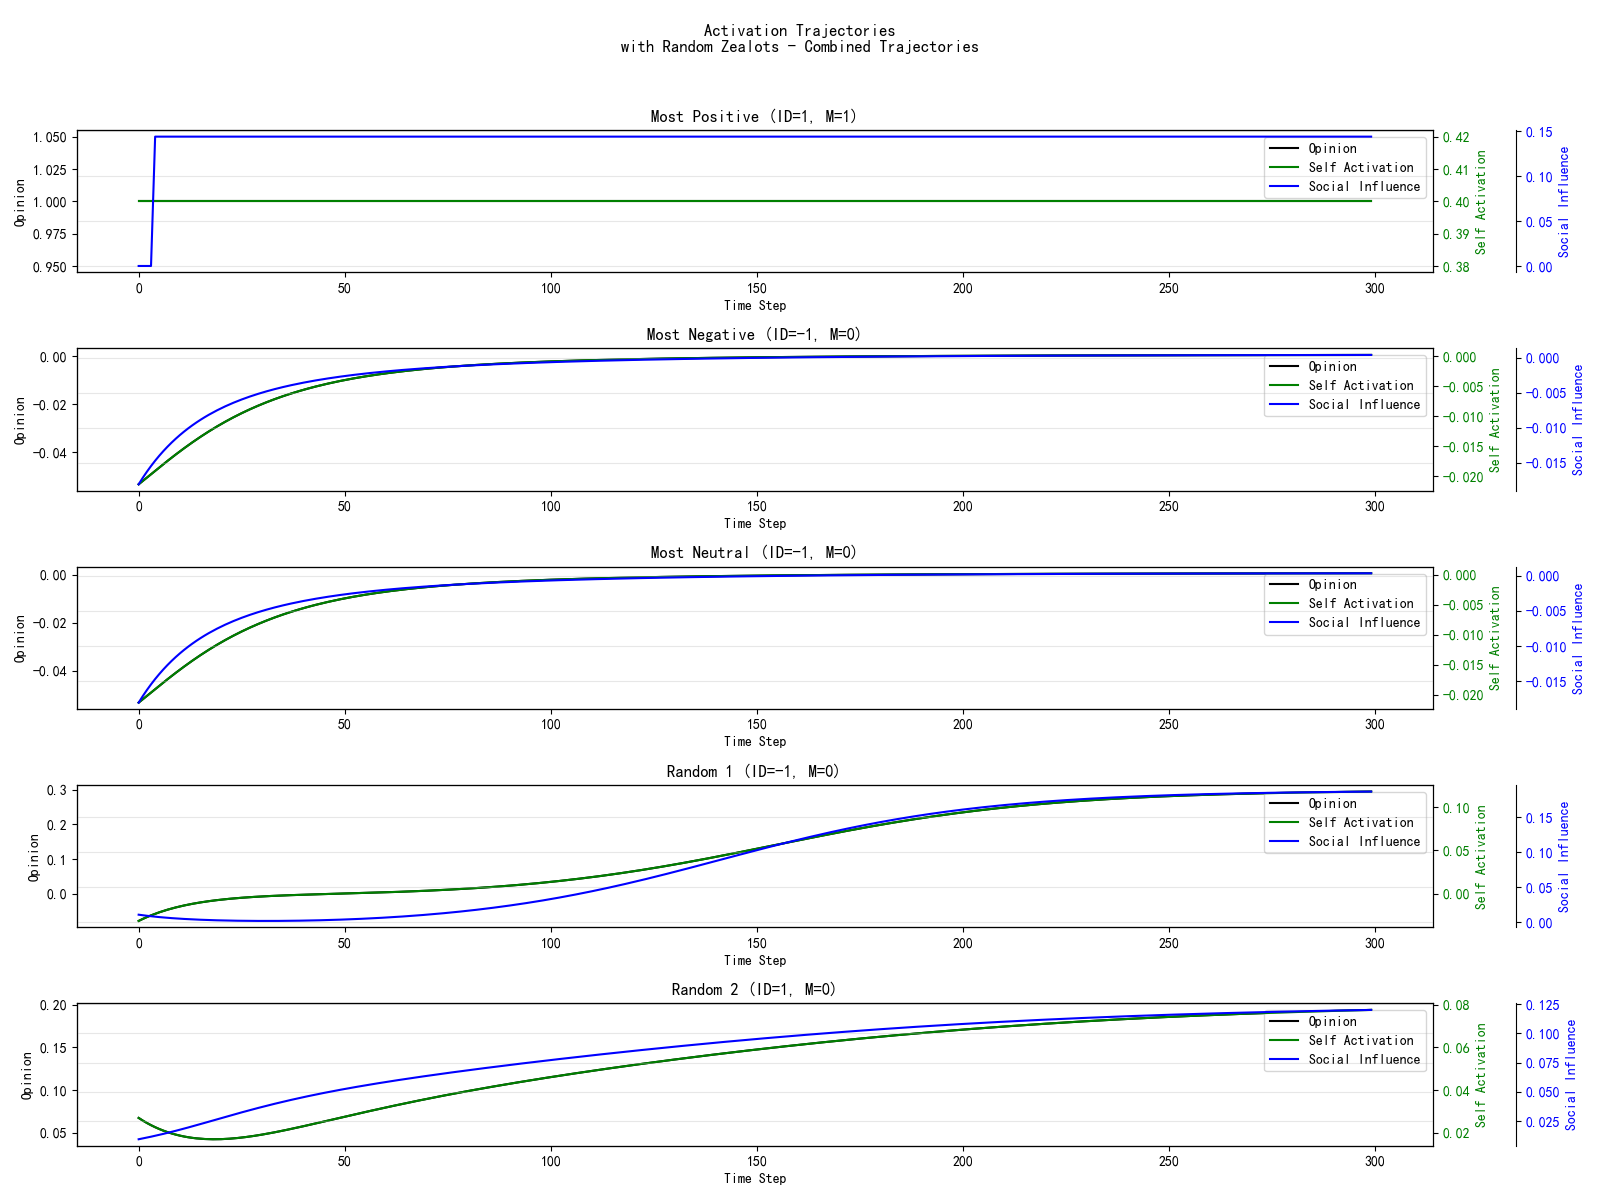 Activation Trajectories
with Random Zealots - Combined Trajectories
Most Positive (ID=1, M=1)
1.050
1.025
1.000
0.975
0.950
Opinion
0.42
0.41
0.40
0.39
0.38
Self Activation
0.15
0.10
0.05
0.00
Social Influence
Opinion
Self Activation
Social Influence
0 50 100 150 200 250 300
Time Step
Most Negative (ID=-1, M=0)
0.00
-0.02
-0.04
Opinion
0.000
-0.005
-0.010
-0.015
-0.020
Self Activation
0.000
-0.005
-0.010
-0.015
Social Influence
Opinion
Self Activation
Social Influence
0 50 100 150 200 250 300
Time Step
Most Neutral (ID=-1, M=0)
0.00
-0.02
-0.04
Opinion
0.000
-0.005
-0.010
-0.015
-0.020
Self Activation
0.000
-0.005
-0.010
-0.015
Social Influence
Opinion
Self Activation
Social Influence
0 50 100 150 200 250 300
Time Step
Random 1 (ID=-1, M=0)
0.3
0.2
0.1
0.0
Opinion
0.10
0.05
0.00
Self Activation
0.15
0.10
0.05
0.00
Social Influence
Opinion
Self Activation
Social Influence
0 50 100 150 200 250 300
Time Step
Random 2 (ID=1, M=0)
0.20
0.15
0.10
0.05
Opinion
0.08
0.06
0.04
0.02
Self Activation
0.125
0.100
0.075
0.050
0.025
Social Influence
Opinion
Self Activation
Social Influence
0 50 100 150 200 250 300
Time Step